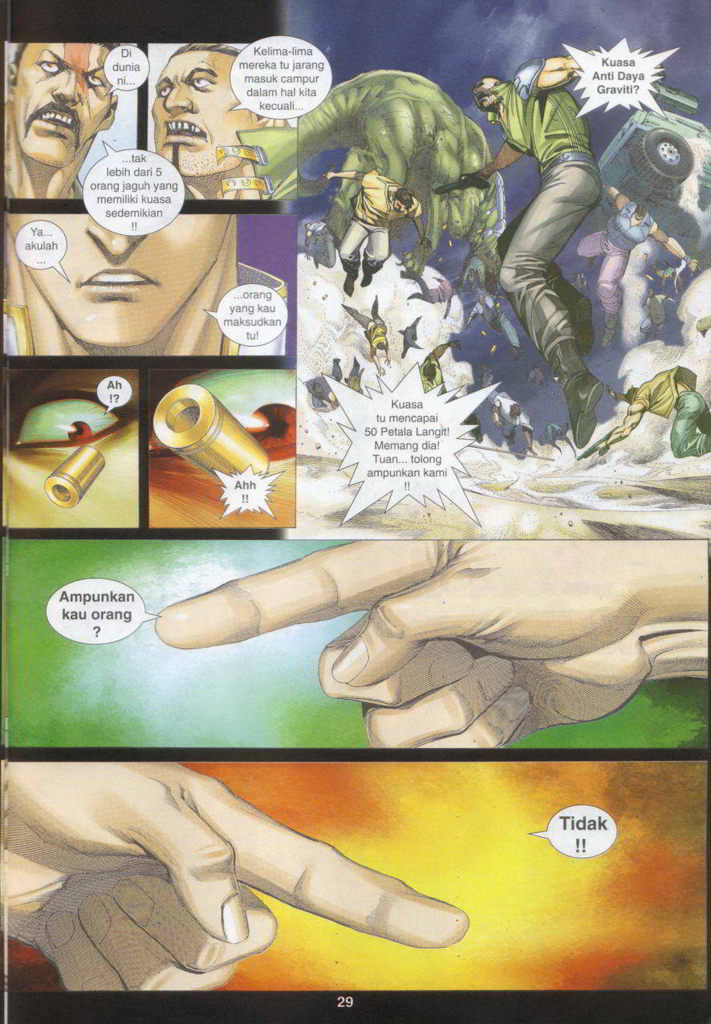 Di
dunia
ni...
...tak
lebih dari 5
orang jaguh yang
memiliki kuasa
sedemikian
!!
Kelima-lima
mereka tu jarang
masuk campur
dalam hal kita
kecuali...
Kuasa
Anti Daya
Graviti?
Ya...
akulah
...
...orang
yang kau
maksudkan
tu!
Ah
!?
Ahh
!!
Kuasa
tu mencapai
50 Petala Langit!
Memang dia!
Tuan... tolong
ampunkan kami
!!
Ampunkan
kau orang
?
Tidak
!!
29